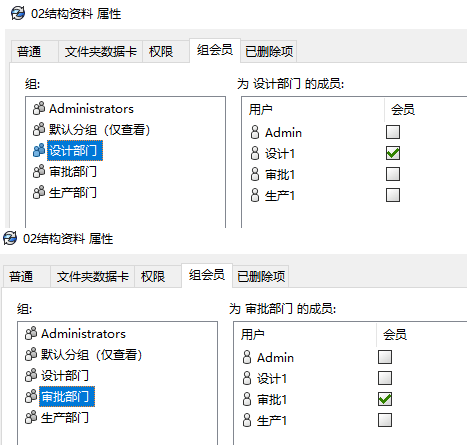 02结构资料 属性
普通 文件夹数据卡 权限 组会员 已删除项
组: 为 设计部门 的成员:
Administrators 用户 会员
默认分组（仅查看） Admin
设计部门 设计1
审批部门 审批1
生产部门 生产1
02结构资料 属性
普通 文件夹数据卡 权限 组会员 已删除项
组: 为 审批部门 的成员:
Administrators 用户 会员
默认分组（仅查看） Admin
设计部门 设计1
审批部门 审批1
生产部门 生产1